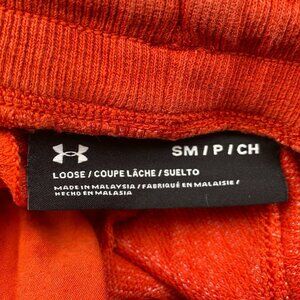 SM / P / CH
LOOSE / COUPE LÂCHE / SUELTO
MADE IN MALAYSIA / FABRIQUÉ EN MALAISIE /
HECHO EN MALASIA